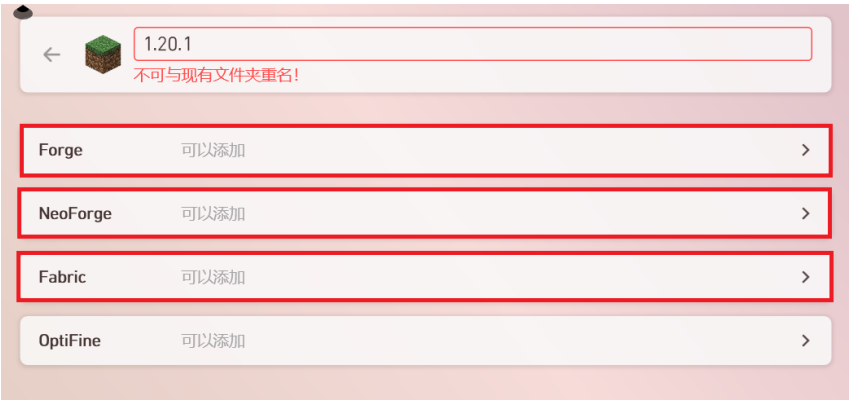 1.20.1
不可与现有文件夹重名！
Forge 可以添加
NeoForge 可以添加
Fabric 可以添加
OptiFine 可以添加